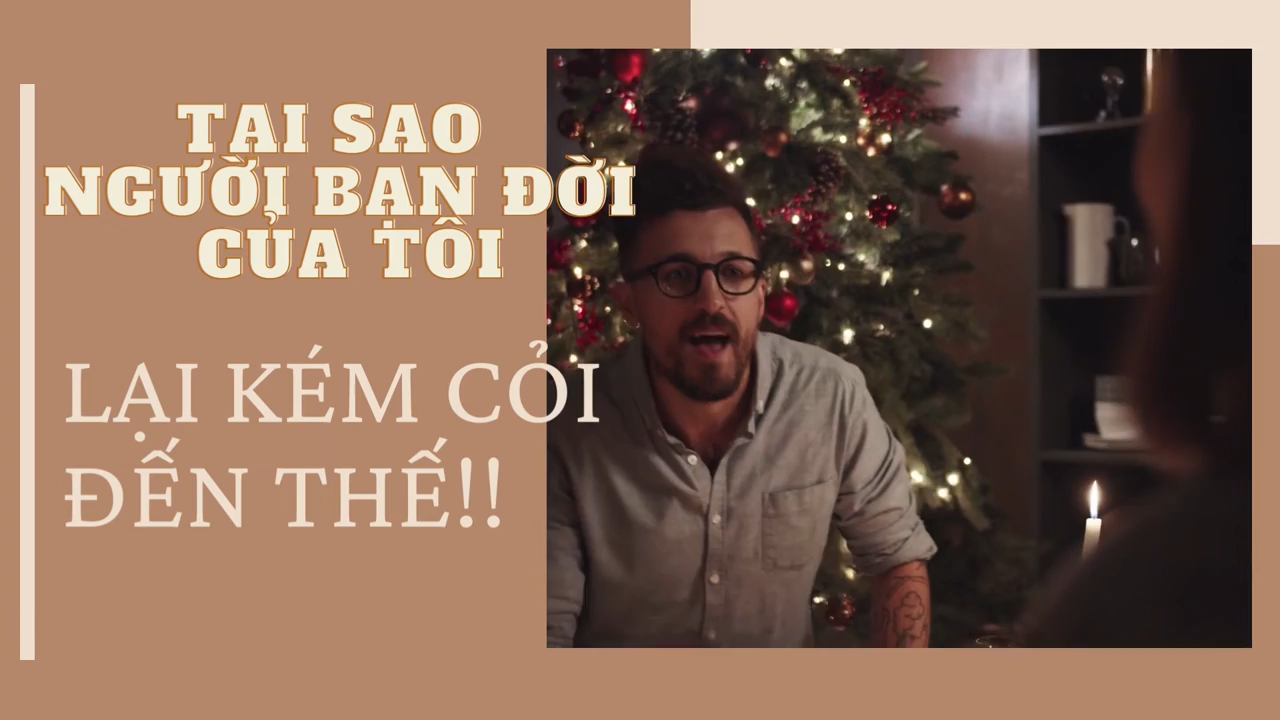 TẠI SAO
NGƯỜI BẠN ĐỜI
CỦA TÔI
LẠI KÉM CỎI
ĐẾN THẾ!!